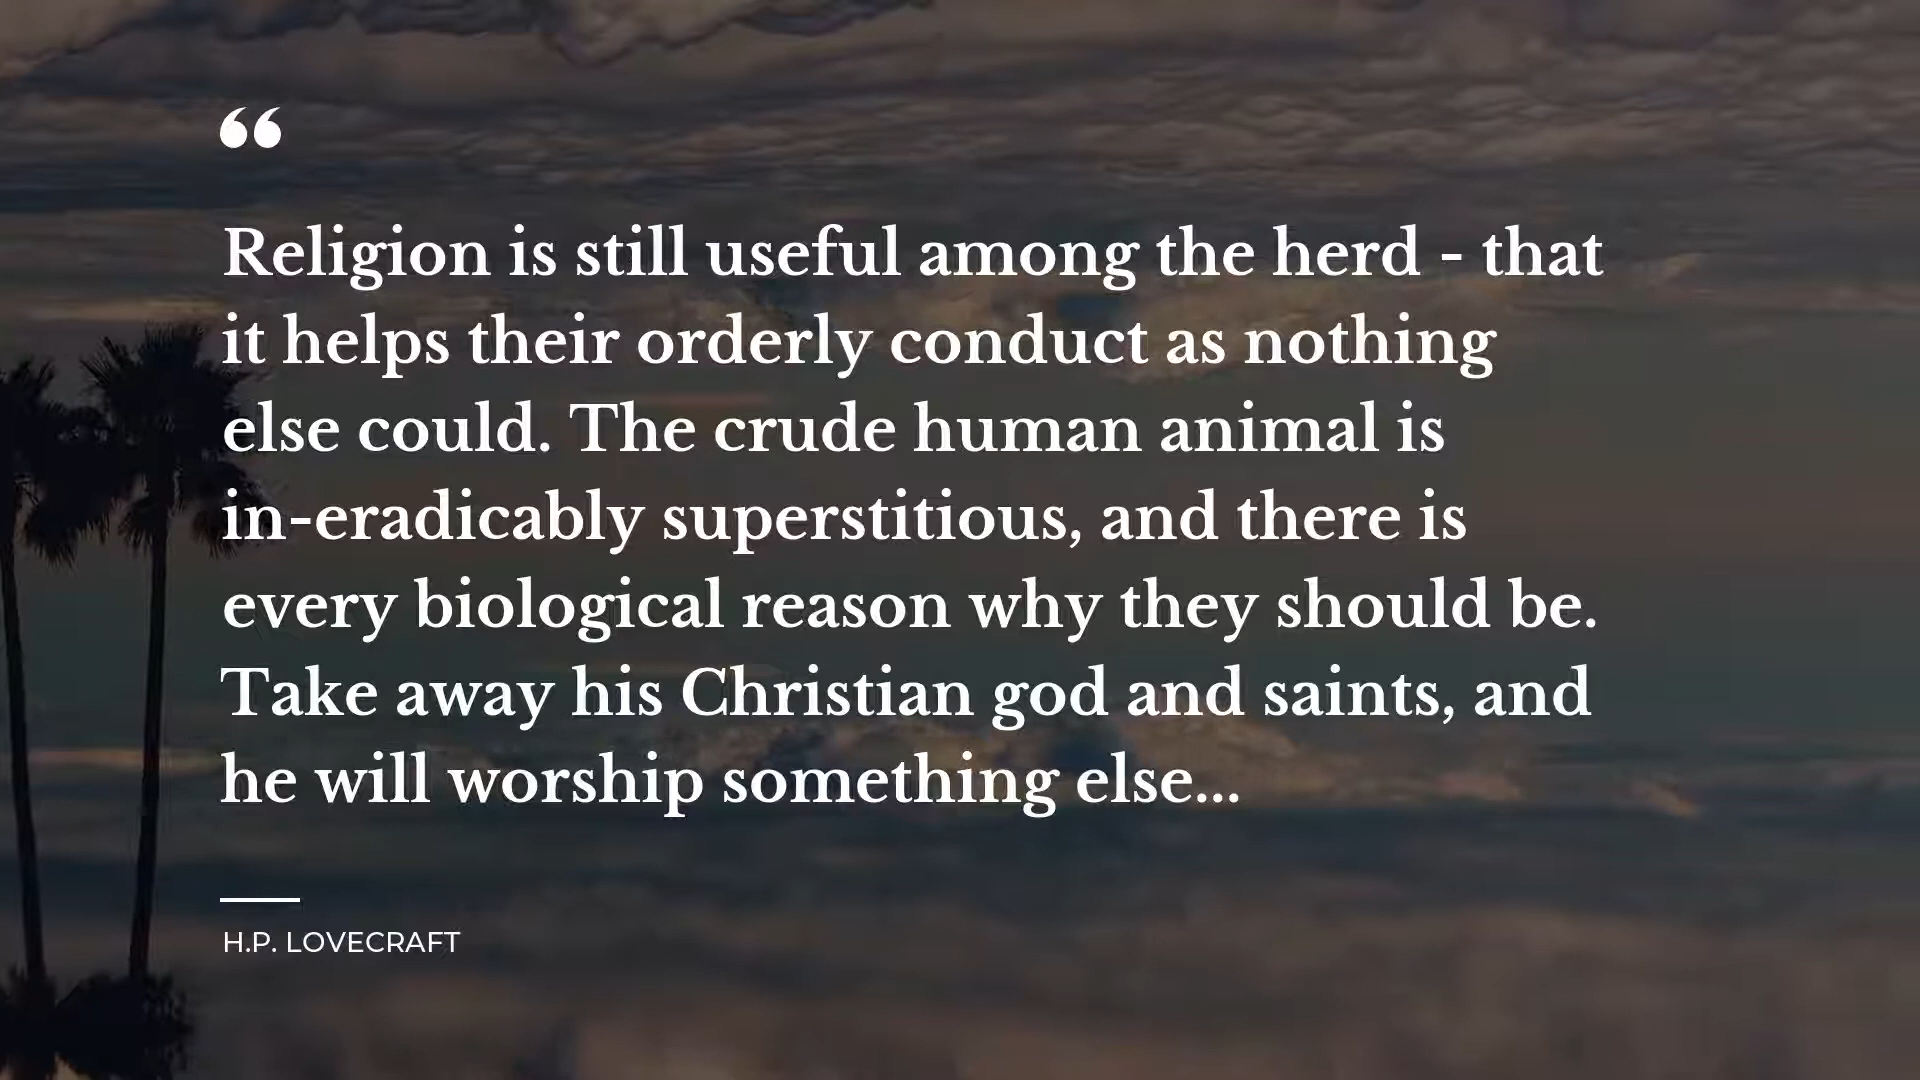 “
Religion is still useful among the herd - that
it helps their orderly conduct as nothing
else could. The crude human animal is
in-eradicably superstitious, and there is
every biological reason why they should be.
Take away his Christian god and saints, and
he will worship something else...
H.P. LOVECRAFT